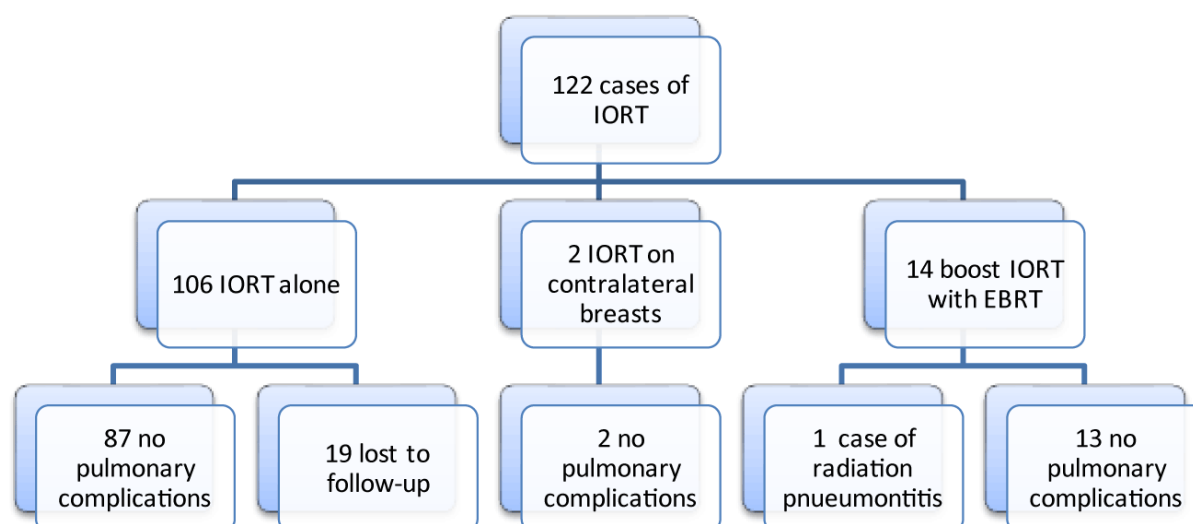 122 cases of
IORT
106 IORT alone
2 IORT on
contralateral
breasts
14 boost IORT
with EBRT
87 no
pulmonary
complications
19 lost to
follow-up
2 no
pulmonary
complications
1 case of
radiation
pnueumontitis
13 no
pulmonary
complications